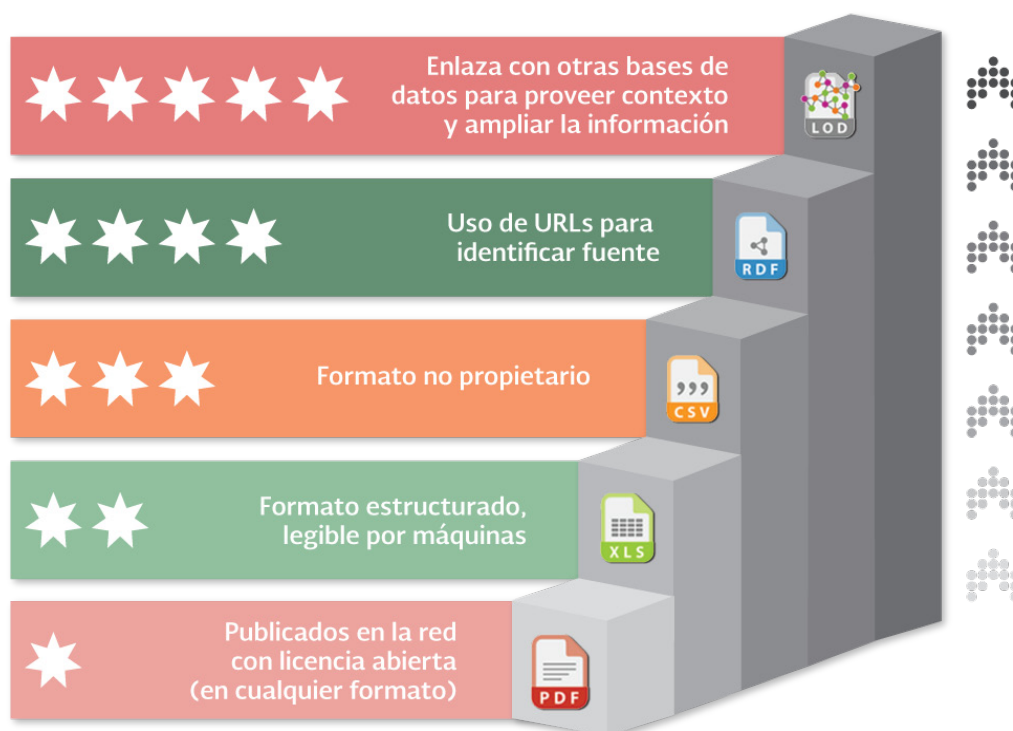 Enlaza con otras bases de
datos para proveer contexto
y ampliar la información
LOD
Uso de URLs para
identificar fuente
RDF
Formato no propietario
,,,
CSV
Formato estructurado,
legible por máquinas
XLS
Publicados en la red
con licencia abierta
(en cualquier formato)
PDF